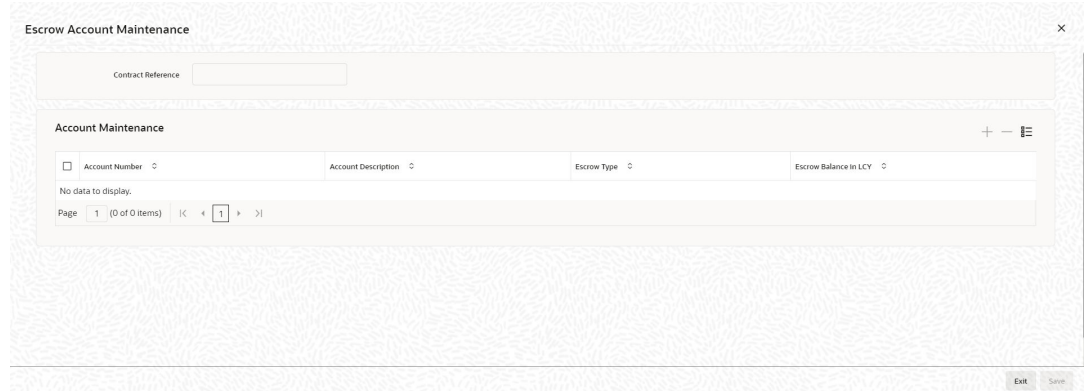 Escrow Account Maintenance
Contract Reference
Account Maintenance
Account Number Account Description Escrow Type Escrow Balance in LCY
No data to display.
Page 1 (0 of 0 items) 1
Exit Save